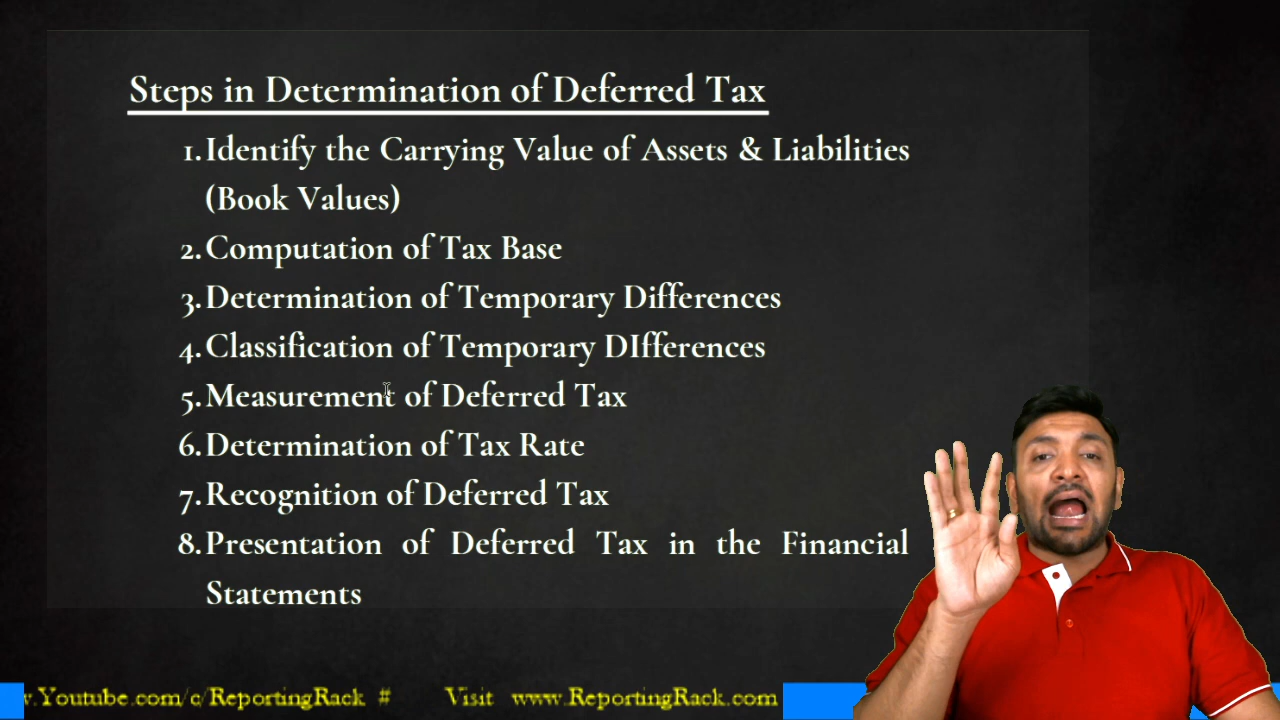 Steps in Determination of Deferred Tax
1. Identify the Carrying Value of Assets & Liabilities
(Book Values)
2. Computation of Tax Base
3. Determination of Temporary Differences
4. Classification of Temporary DIfferences
5. Measurement of Deferred Tax
6. Determination of Tax Rate
7. Recognition of Deferred Tax
8. Presentation of Deferred Tax in the Financial
Statements
.Youtube.com/c/ReportingRack # Visit www.ReportingRack.com